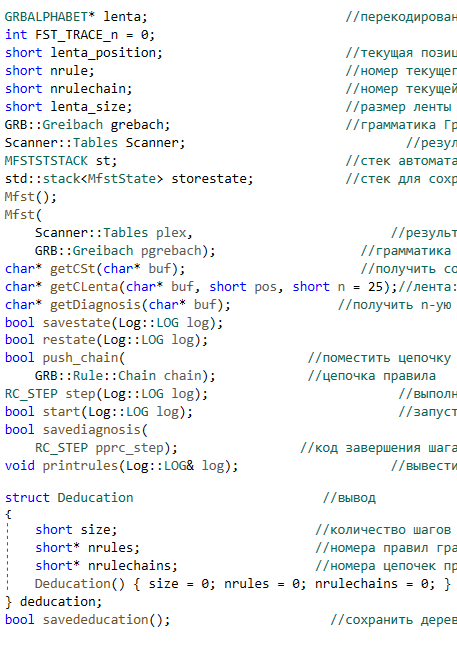 GRBALPHABET* lenta; //перекодирован
int FST_TRACE_n = 0;
short lenta_position; //текущая позиц
short nrule; //номер текущег
short nrulechain; //номер текущей
short lenta_size; //размер ленты
GRB::Greibach grebach; //грамматика Гр
Scanner::Tables Scanner; //резул
MFSTSTSTACK st; //стек автомата
std::stack<MfstState> storestate; //стек для сохр
Mfst();
Mfst(
Scanner::Tables plex, //результ
GRB::Greibach pgrebach); //грамматика
char* getCSt(char* buf); //получить со
char* getCLenta(char* buf, short pos, short n = 25);//лента:
char* getDiagnosis(char* buf); //получить n-ую
bool savestate(Log::LOG log);
bool restate(Log::LOG log);
bool push_chain( //поместить цепочку
GRB::Rule::Chain chain); //цепочка правила
RC_STEP step(Log::LOG log); //выполн
bool start(Log::LOG log); //запуст
bool savediagnosis(
RC_STEP pprc_step); //код завершения шага
void printrules(Log::LOG& log); //вывести
struct Deducation //вывод
{
short size; //количество шагов
short* nrules; //номера правил гра
short* nrulechains; //номера цепочек пр
Deducation() { size = 0; nrules = 0; nrulechains = 0; }
} deducation;
bool savededucation(); //сохранить дерев